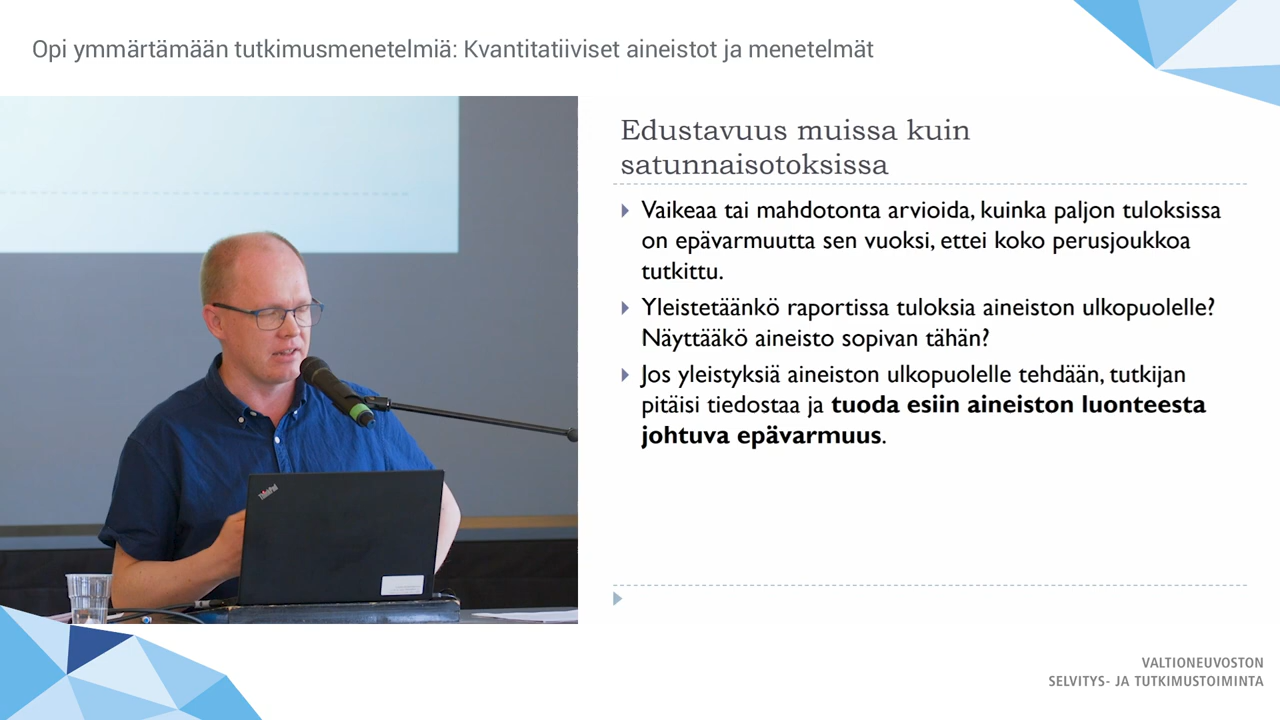 Opi ymmärtämään tutkimusmenetelmiä: Kvantitatiiviset aineistot ja menetelmät
Edustavuus muissa kuin
satunnaisotoksissa
Vaikeaa tai mahdotonta arvioida, kuinka paljon tuloksissa
on epävarmuutta sen vuoksi, ettei koko perusjoukkoa
tutkittu.
Yleistetäänkö raportissa tuloksia aineiston ulkopuolelle?
Näyttääkö aineisto sopivan tähän?
Jos yleistyksiä aineiston ulkopuolelle tehdään, tutkijan
pitäisi tiedostaa ja tuoda esiin aineiston luonteesta
johtuva epävarmuus.
ThinkPad
VALTIONEUVOSTON
SELVITYS- JA TUTKIMUSTOIMINTA